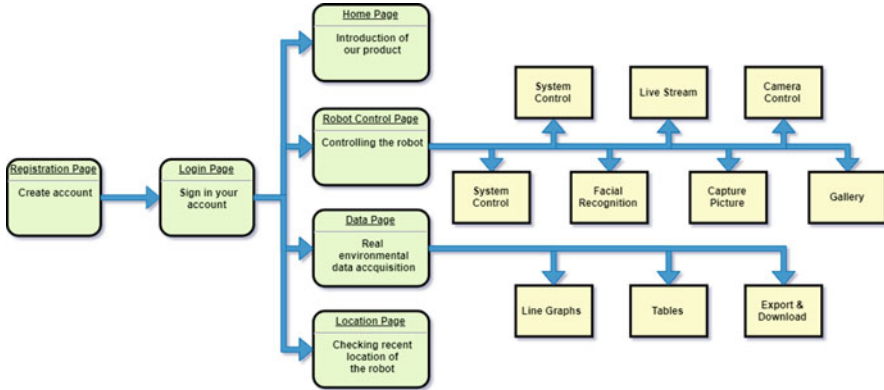 Registration Page
Create account
Login Page
Sign in your
account
Home Page
Introduction of
our product
Robot Control Page
Controlling the robot
System
Control
Live Stream
Camera
Control
System
Control
Facial
Recognition
Capture
Picture
Gallery
Data Page
Real
environmental
data accquisition
Line Graphs
Tables
Export &
Download
Location Page
Checking recent
location of
the robot